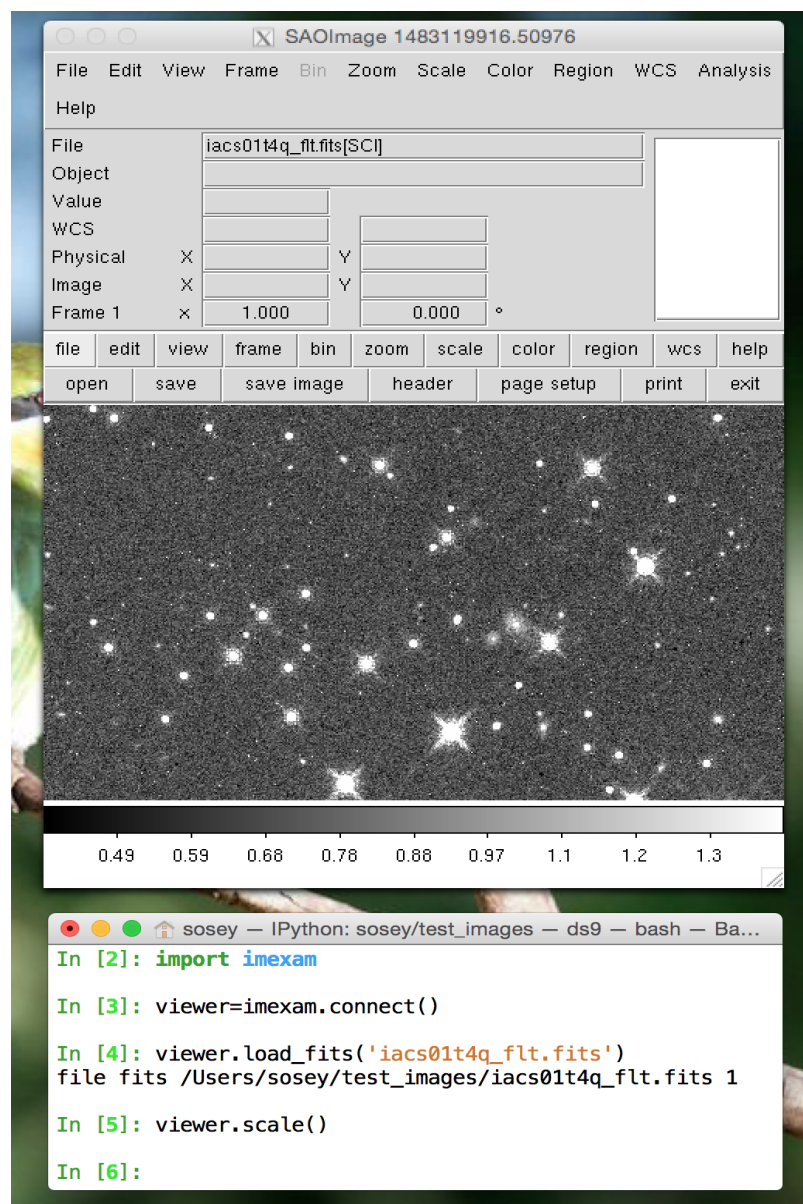 X SAOImage 1483119916.50976
File Edit View Frame Bin Zoom Scale Color Region WCS Analysis
Help
File iacs01t4q_flt.fits[SCI]
Object
Value
WCS
Physical X Y
Image X Y
Frame 1 x 1.000 0.000 °
file edit view frame bin zoom scale color region wcs help
open save save image header page setup print exit
0.49 0.59 0.68 0.78 0.88 0.97 1.1 1.2 1.3
sosey — IPython: sosey/test_images — ds9 — bash — Ba...
In [2]: import imexam
In [3]: viewer=imexam.connect()
In [4]: viewer.load_fits('iacs01t4q_flt.fits')
file fits /Users/sosey/test_images/iacs01t4q_flt.fits 1
In [5]: viewer.scale()
In [6]: